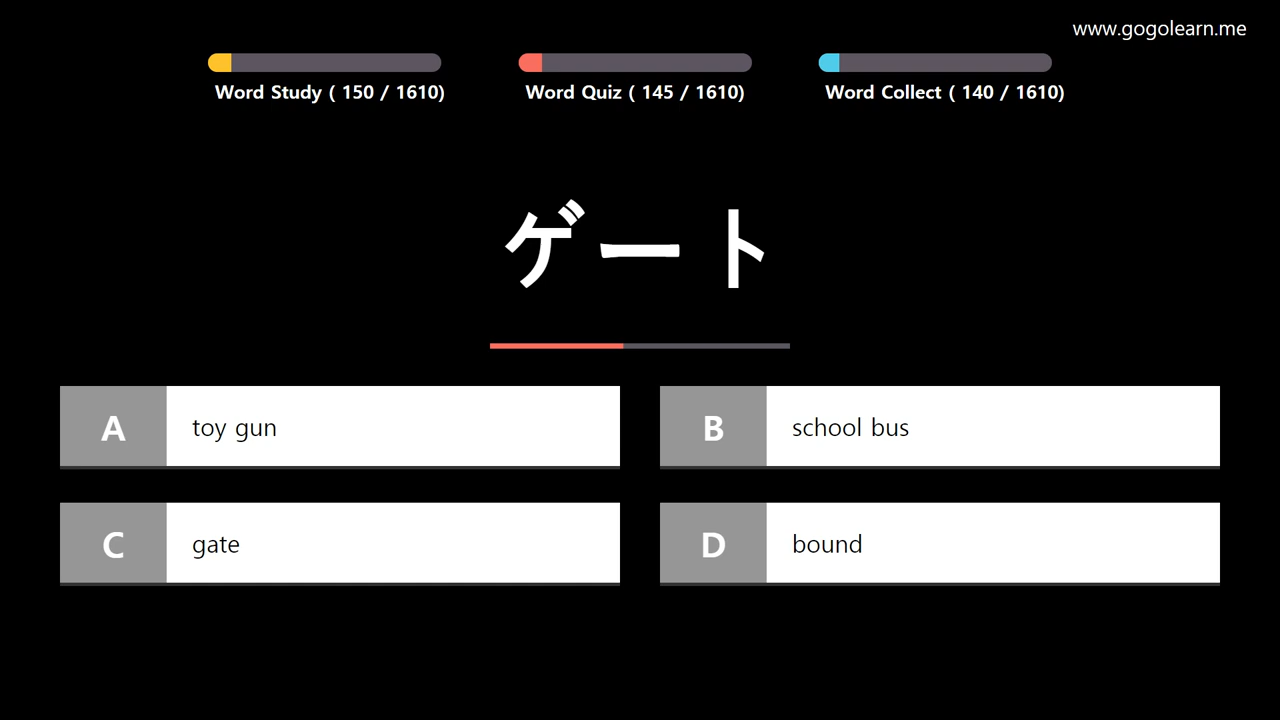 www.gogolearn.me
Word Study ( 150 / 1610)
Word Quiz ( 145 / 1610)
Word Collect ( 140 / 1610)
ゲート
A toy gun
B school bus
C gate
D bound